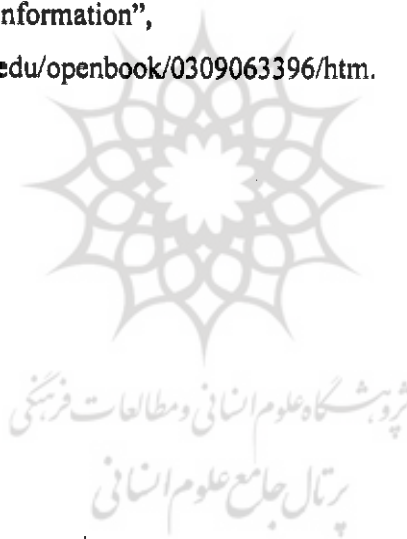 nformation”,
edu/openbook/0309063396/htm.
پژوهشگاه علوم انسانی و مطالعات فرهنگی
پرتال جامع علوم انسانی